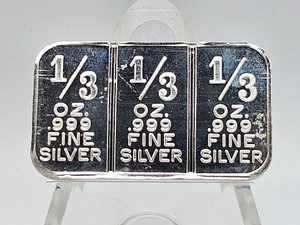 1/3 1/3 1/3
OZ. OZ. OZ.
.999 .999 .999
FINE FINE FINE
SILVER SILVER SILVER